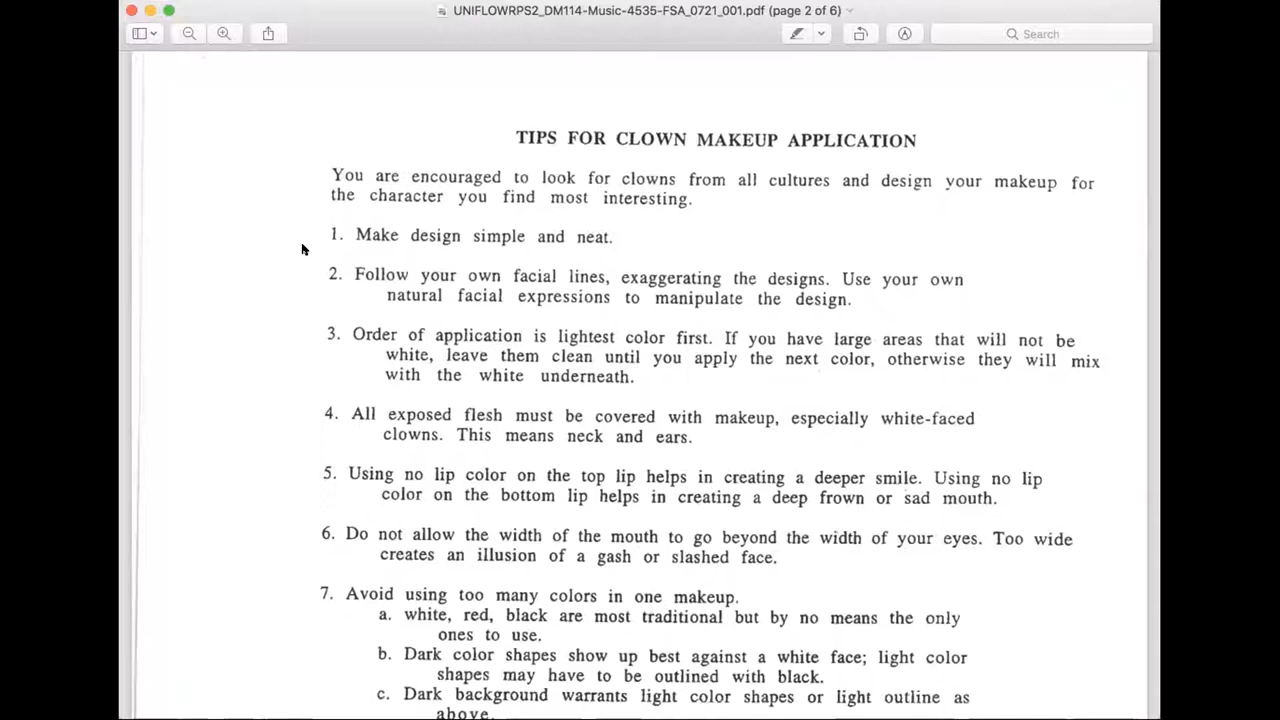 UNIFLOWRPS2_DM114-Music-4535-FSA_0721_001.pdf (page 2 of 6)
Search
TIPS FOR CLOWN MAKEUP APPLICATION
You are encouraged to look for clowns from all cultures and design your makeup for
the character you find most interesting.
1. Make design simple and neat.
2. Follow your own facial lines, exaggerating the designs. Use your own
natural facial expressions to manipulate the design.
3. Order of application is lightest color first. If you have large areas that will not be
white, leave them clean until you apply the next color, otherwise they will mix
with the white underneath.
4. All exposed flesh must be covered with makeup, especially white-faced
clowns. This means neck and ears.
5. Using no lip color on the top lip helps in creating a deeper smile. Using no lip
color on the bottom lip helps in creating a deep frown or sad mouth.
6. Do not allow the width of the mouth to go beyond the width of your eyes. Too wide
creates an illusion of a gash or slashed face.
7. Avoid using too many colors in one makeup.
a. white, red, black are most traditional but by no means the only
ones to use.
b. Dark color shapes show up best against a white face; light color
shapes may have to be outlined with black.
c. Dark background warrants light color shapes or light outline as
above.